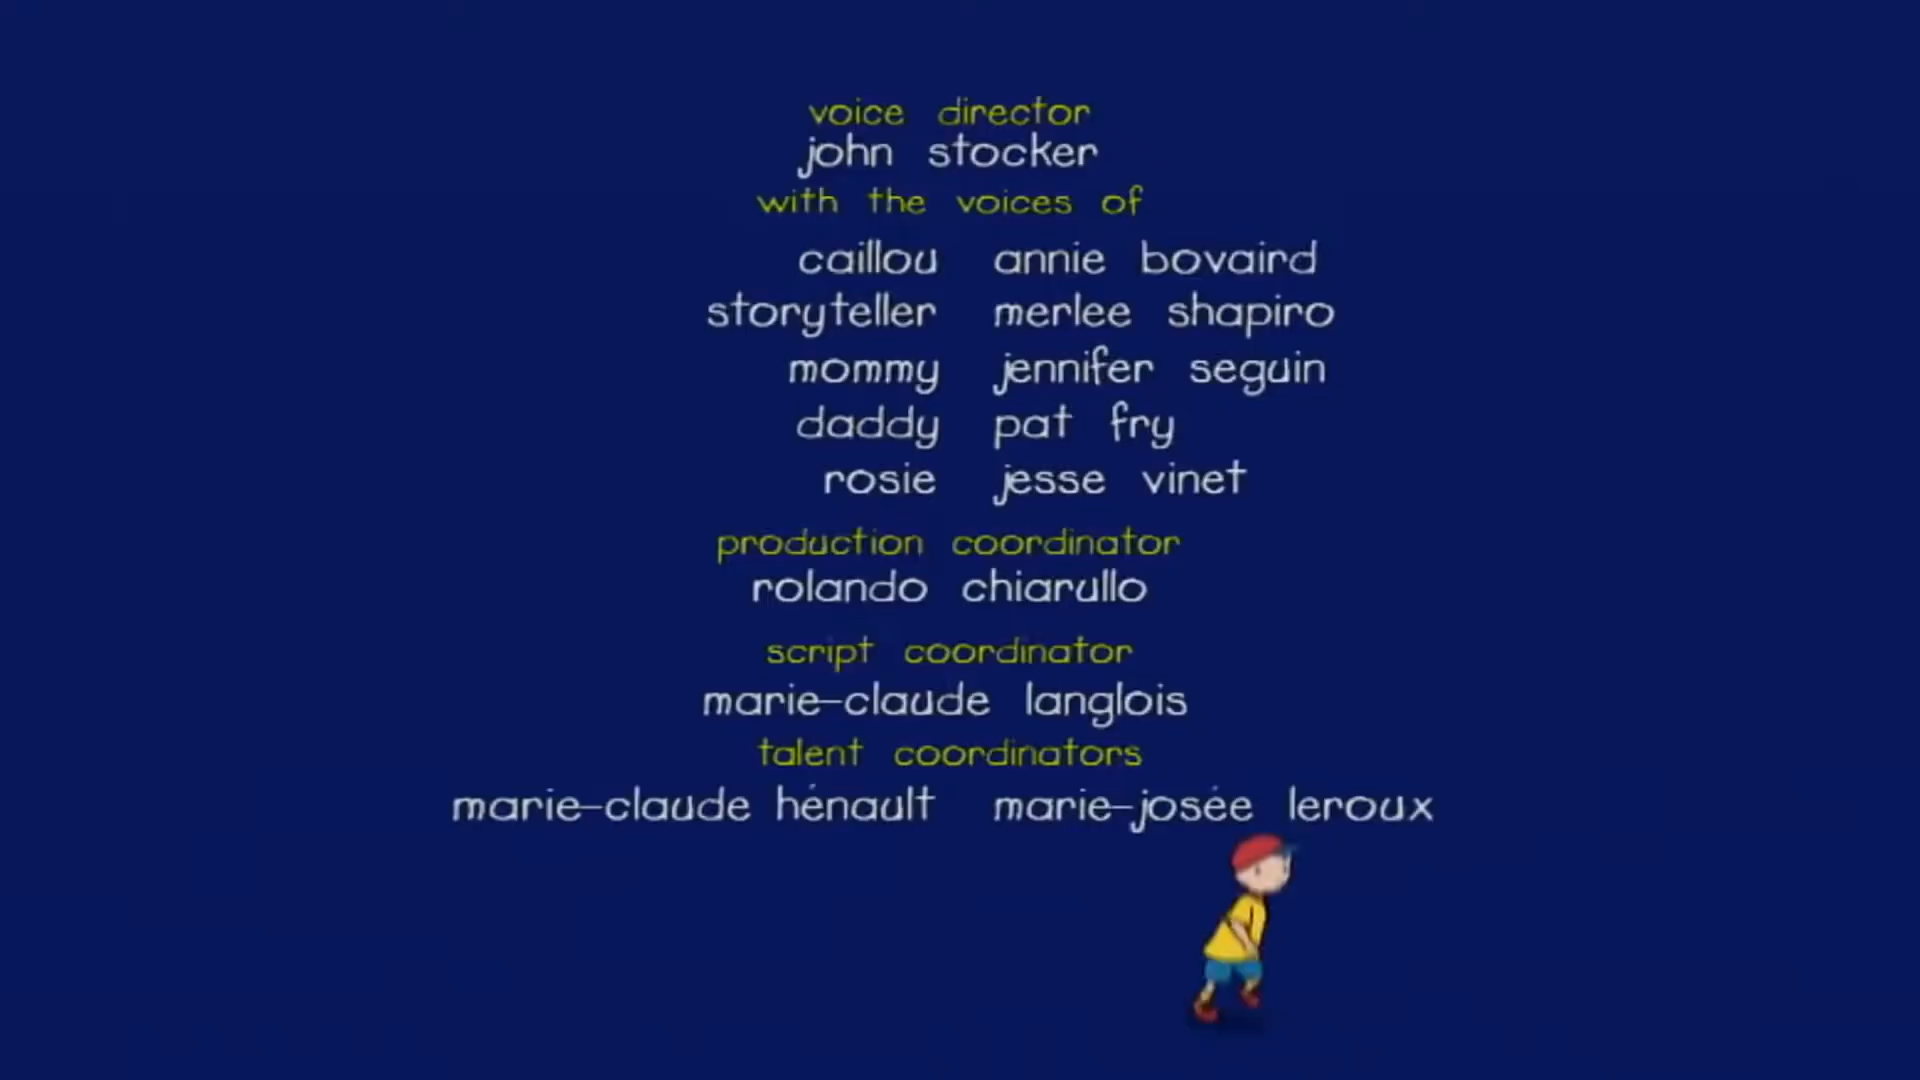 voice director
john stocker
with the voices of
caillou annie bovaird
storyteller merlee shapiro
mommy jennifer seguin
daddy pat fry
rosie jesse vinet
production coordinator
rolando chiarullo
script coordinator
marie-claude langlois
talent coordinators
marie-claude hénault marie-josée leroux